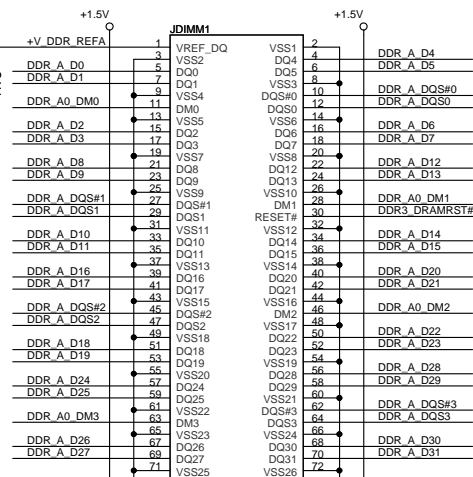 +1.5V +1.5V
JDIMM1
+V_DDR_REFA 1 VREF_DQ VSS1 2
3 VSS2 DQ4 4 DDR_A_D4
DDR_A_D0 5 DQ0 DQ5 6 DDR_A_D5
DDR_A_D1 7 DQ1 VSS3 8
9 VSS4 DQS#0 10 DDR_A_DQS#0
DDR_A0_DM0 11 DM0 DQS0 12 DDR_A_DQS0
13 VSS5 VSS6 14
DDR_A_D2 15 DQ2 DQ6 16 DDR_A_D6
DDR_A_D3 17 DQ3 DQ7 18 DDR_A_D7
19 VSS7 VSS8 20
DDR_A_D8 21 DQ8 DQ12 22 DDR_A_D12
DDR_A_D9 23 DQ9 DQ13 24 DDR_A_D13
25 VSS9 VSS10 26
DDR_A_DQS#1 27 DQS#1 DM1 28 DDR_A0_DM1
DDR_A_DQS1 29 DQS1 RESET# 30 DDR3_DRAMRST#
31 VSS11 VSS12 32
DDR_A_D10 33 DQ10 DQ14 34 DDR_A_D14
DDR_A_D11 35 DQ11 DQ15 36 DDR_A_D15
37 VSS13 VSS14 38
DDR_A_D16 39 DQ16 DQ20 40 DDR_A_D20
DDR_A_D17 41 DQ17 DQ21 42 DDR_A_D21
43 VSS15 VSS16 44
DDR_A_DQS#2 45 DQS#2 DM2 46 DDR_A0_DM2
DDR_A_DQS2 47 DQS2 VSS17 48
49 VSS18 DQ22 50 DDR_A_D22
DDR_A_D18 51 DQ18 DQ23 52 DDR_A_D23
DDR_A_D19 53 DQ19 VSS19 54
55 VSS20 DQ28 56 DDR_A_D28
DDR_A_D24 57 DQ24 DQ29 58 DDR_A_D29
DDR_A_D25 59 DQ25 VSS21 60
61 VSS22 DQS#3 62 DDR_A_DQS#3
DDR_A0_DM3 63 DM3 DQS3 64 DDR_A_DQS3
65 VSS23 VSS24 66
DDR_A_D26 67 DQ26 DQ30 68 DDR_A_D30
DDR_A_D27 69 DQ27 DQ31 70 DDR_A_D31
71 VSS25 VSS26 72